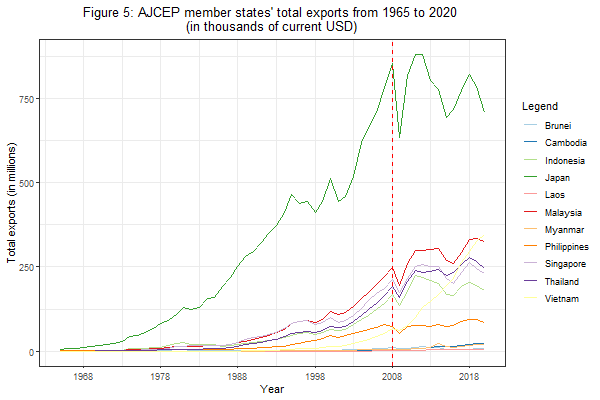 Figure 5: AJCEP member states' total exports from 1965 to 2020
(in thousands of current USD)
Total exports (in millions)
750
500
250
0
1968 1978 1988 1998 2008 2018
Year
Legend
Brunei
Cambodia
Indonesia
Japan
Laos
Malaysia
Myanmar
Philippines
Singapore
Thailand
Vietnam